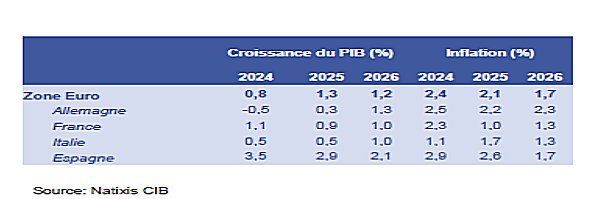 Croissance du PIB (%) Inflation (%)
2024 2025 2026 2024 2025 2026
Zone Euro 0,8 1,3 1,2 2,4 2,1 1,7
Allemagne -0,5 0,3 1,3 2,5 2,2 2,3
France 1,1 0,9 1,0 2,3 1,0 1,3
Italie 0,5 0,5 1,0 1,1 1,7 1,3
Espagne 3,5 2,9 2,1 2,9 2,6 1,7
Source: Natixis CIB